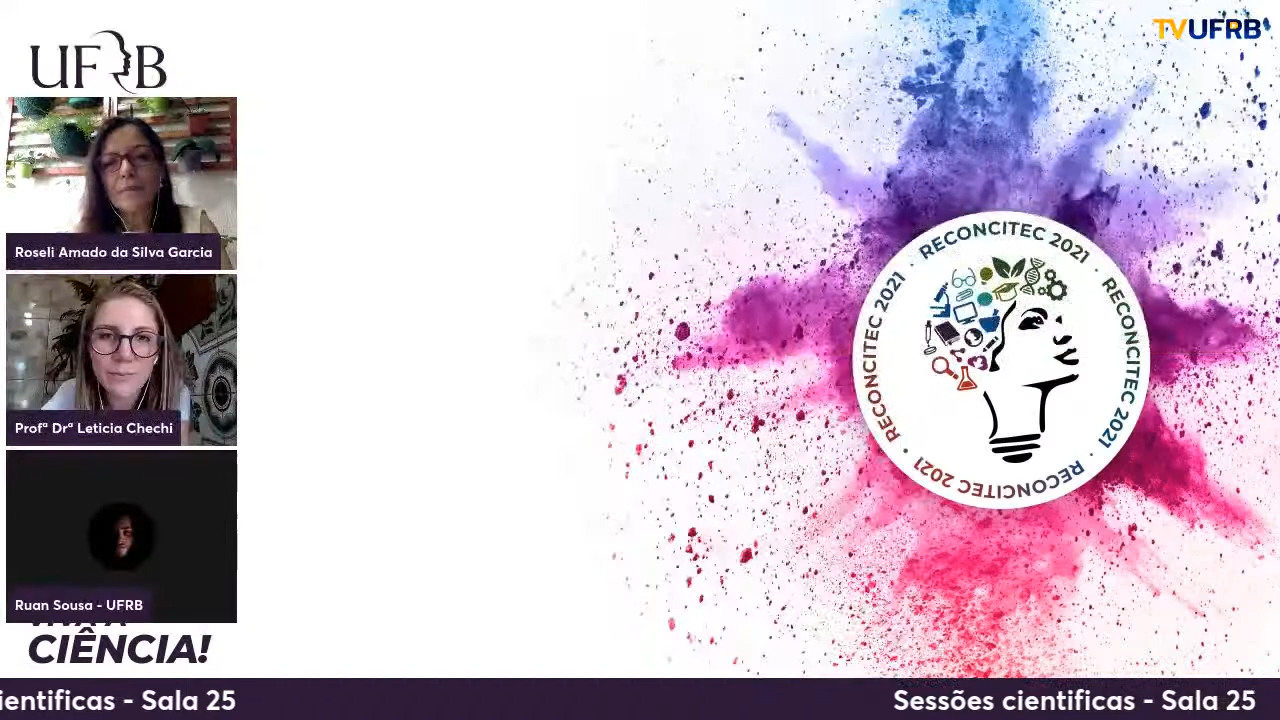 UFRB
TVUFRB
Roseli Amado da Silva Garcia
Profª Drª Leticia Chechi
Ruan Sousa - UFRB
VIVA A
CIÊNCIA!
RECONCITEC 2021 · RECONCITEC 2021 · RECONCITEC 2021 · RECONCITEC 2021 ·
ientificas - Sala 25
Sessões cientificas - Sala 25